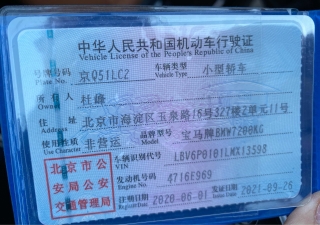 中华人民共和国机动车行驶证
Vehicle License of the People's Republic of China
号牌号码 京Q51LC2 车辆类型 小型轿车
Plate No. Vehicle Type
所有人 杜薇
Owner
住址 北京市海淀区玉泉路16号327楼2单元11号
Address
使用性质 非营运 品牌型号 宝马牌BMW7200KG
Use Character Model
北京市公
安局公安
交通管理局
车辆识别代号 LBV6P0101LMX13598
VIN
发动机号码 4716E969
Engine No.
注册日期 2020-06-01 发证日期 2021-09-26
Register Date Issue Date